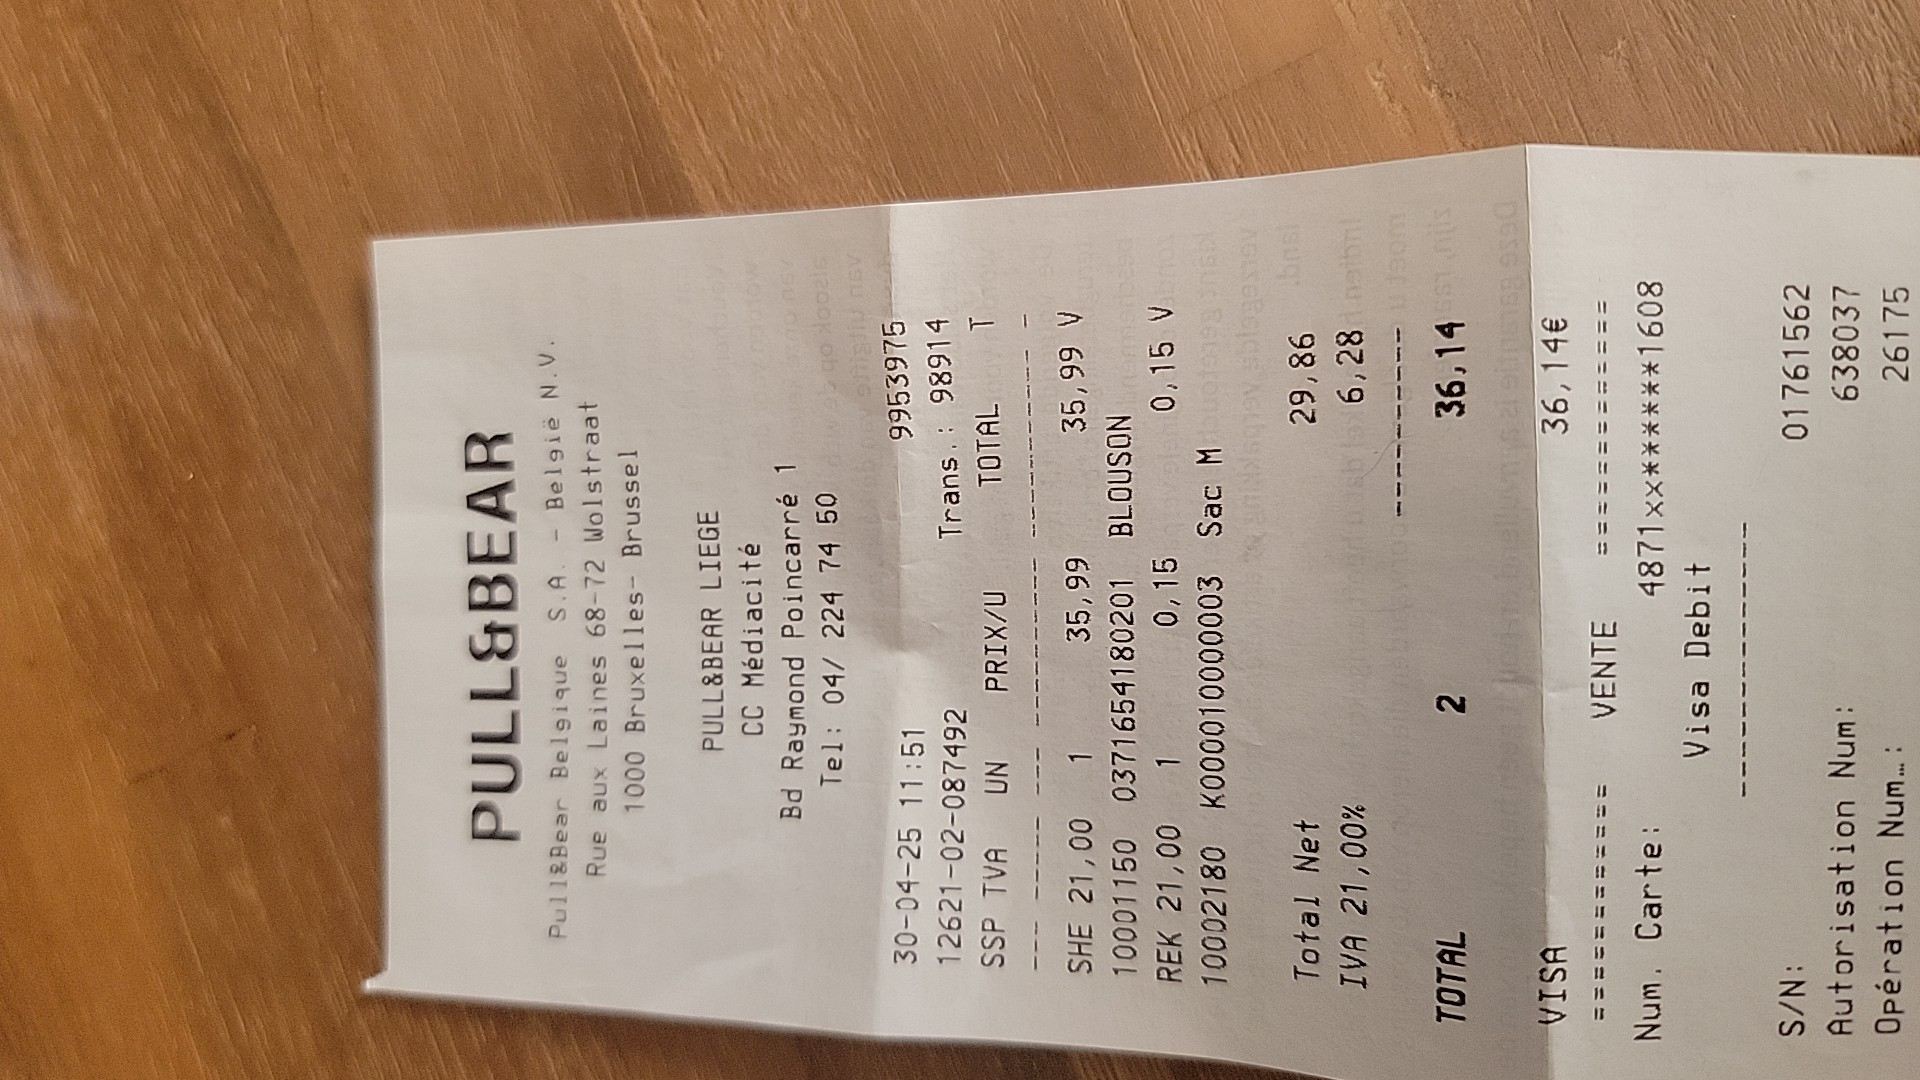 PULL&BEAR
Pull&Bear Belgique S.A. - België N.V.
Rue aux Laines 68-72 Wolstraat
1000 Bruxelles- Brussel
PULL&BEAR LIEGE
CC Médiacité
Bd Raymond Poincarré 1
Tel: 04/ 224 74 50
30-04-25 11:51 9953975
12621-02-087492 Trans.: 98914
SSP TVA UN PRIX/U TOTAL T
--- ----- --- ----------- ----------- -
SHE 21,00 1 35,99 35,99 V
10001150 0371654180201 BLOUSON
REK 21,00 1 0,15 0,15 V
10002180 K000010000003 Sac M
Total Net 29,86
IVA 21,00% 6,28
------------
TOTAL 2 36,14
VISA 36,14€
============= VENTE =============
Num. Carte: 4871xx******1608
Visa Debit
------------------
S/N: 01761562
Autorisation Num: 638037
Opération Num…: 26175